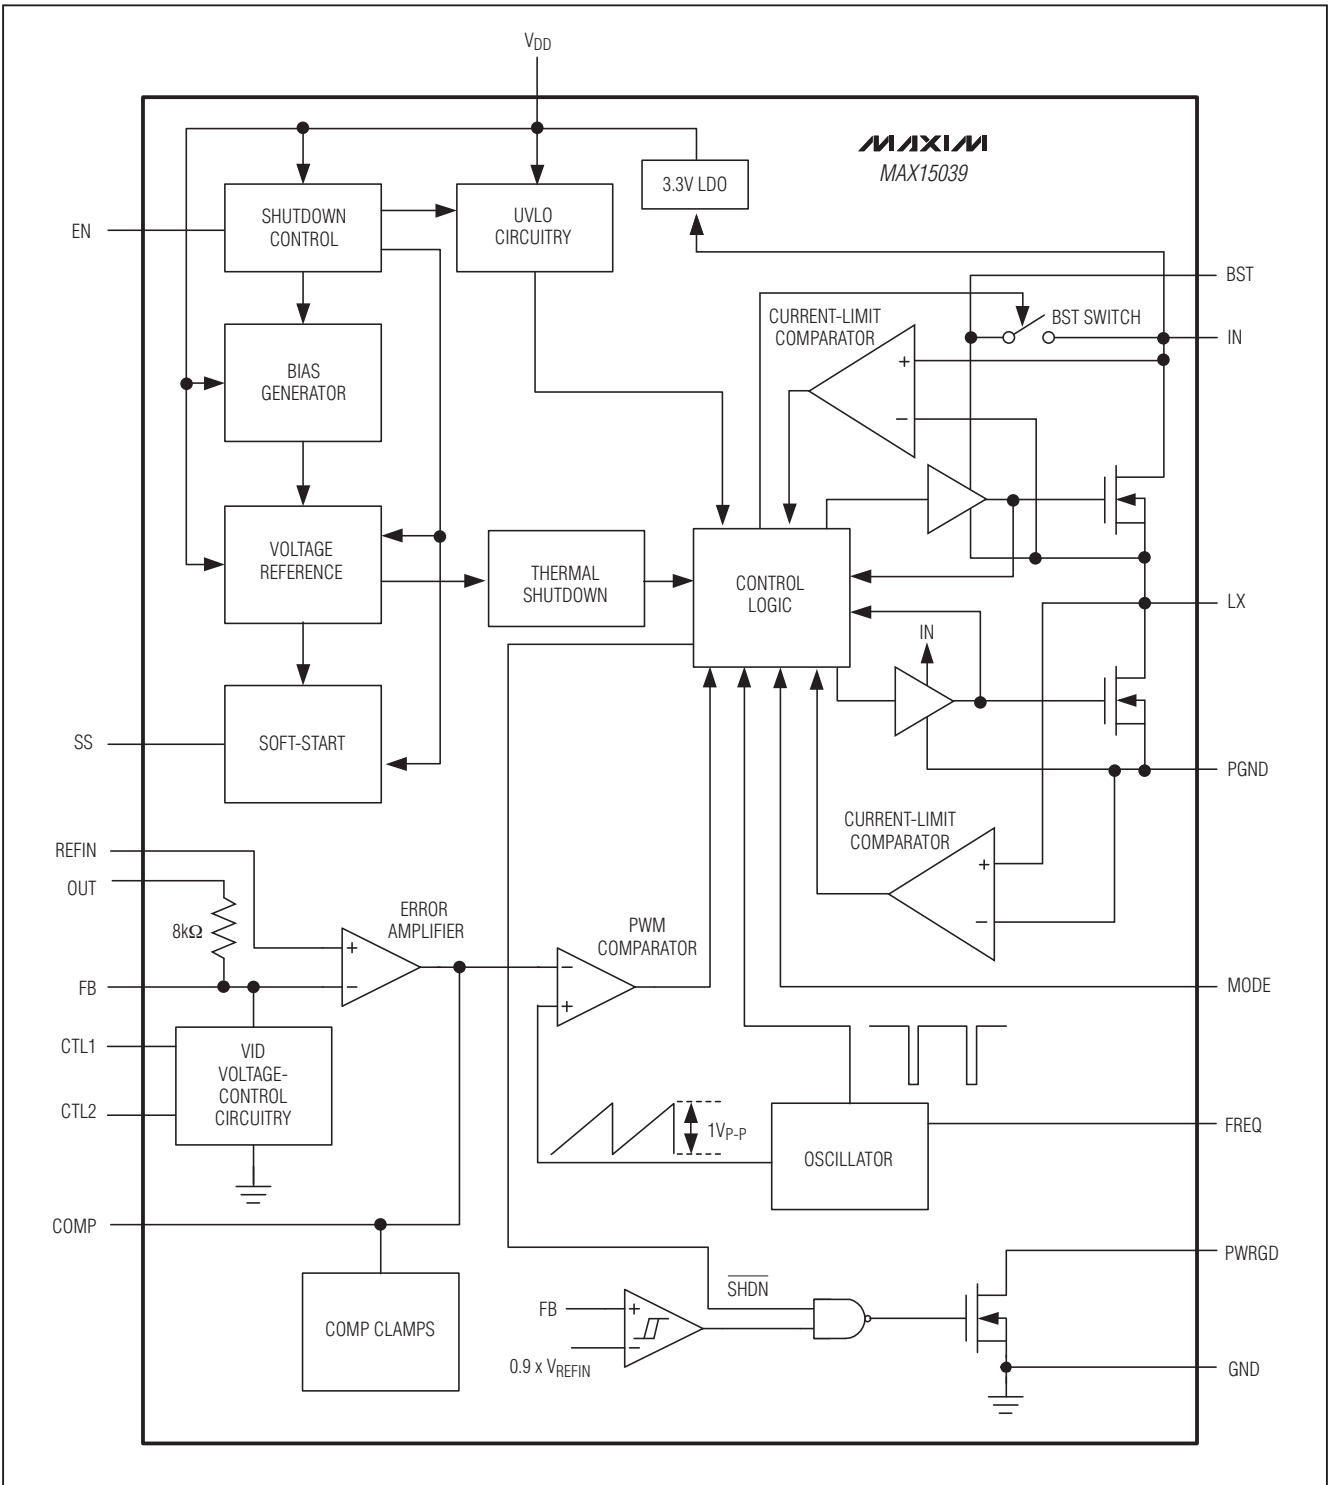 VDD
MAXIM
MAX15039
3.3V LDO
SHUTDOWN
CONTROL
UVLO
CIRCUITRY
EN
BST
CURRENT-LIMIT
COMPARATOR
BST SWITCH
IN
+
−
BIAS
GENERATOR
VOLTAGE
REFERENCE
THERMAL
SHUTDOWN
CONTROL
LOGIC
LX
IN
SS
SOFT-START
PGND
CURRENT-LIMIT
COMPARATOR
+
−
REFIN
OUT
8kΩ
ERROR
AMPLIFIER
+
−
PWM
COMPARATOR
−
+
FB
MODE
CTL1
CTL2
VID
VOLTAGE-
CONTROL
CIRCUITRY
1VP-P
OSCILLATOR
FREQ
COMP
PWRGD
COMP CLAMPS
SHDN
FB
+
−
0.9 x VREFIN
GND